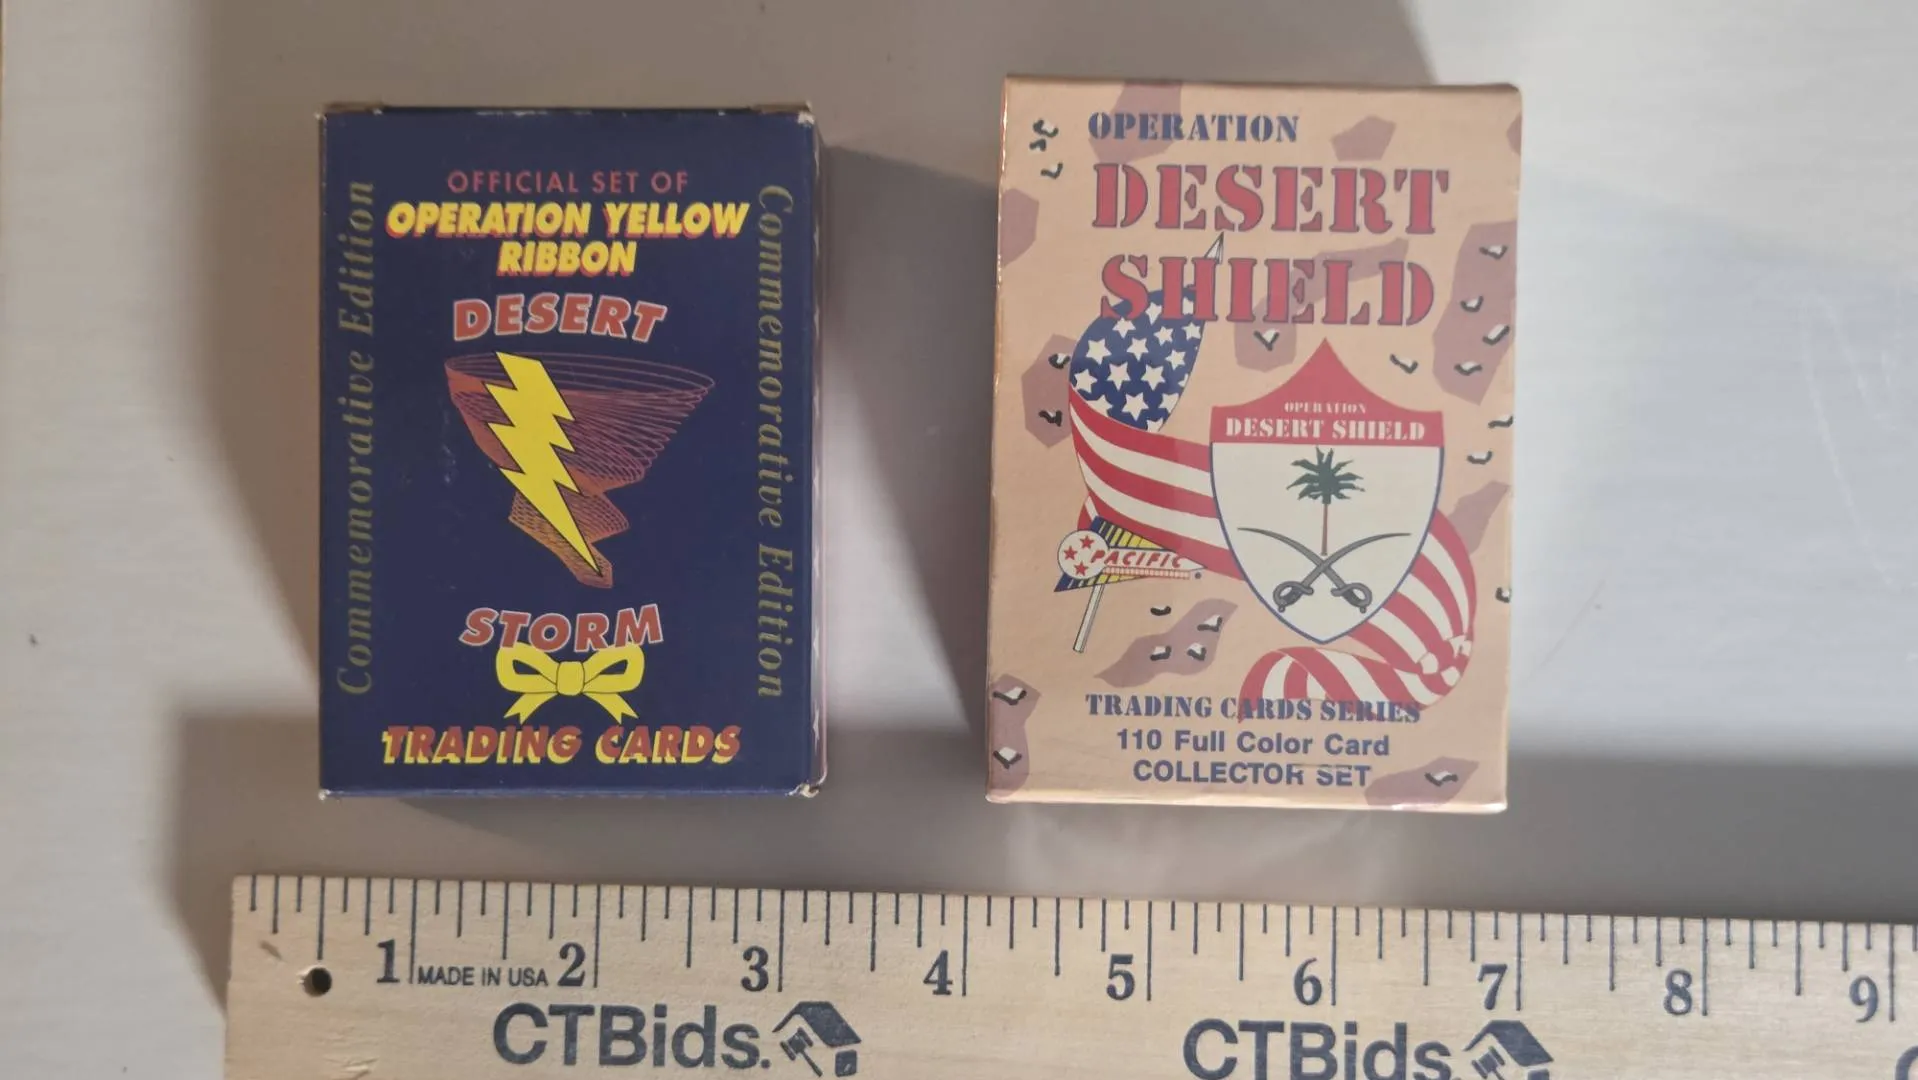 OFFICIAL SET OF
OPERATION YELLOW
RIBBON
DESERT
STORM
TRADING CARDS
Commemorative Edition
Commemorative Edition
OPERATION
DESERT
SHIELD
OPERATION
DESERT SHIELD
PACIFIC
TRADING CARDS SERIES
110 Full Color Card
COLLECTOR SET
1 MADE IN USA 2 3 4 5 6 7 8 9
CTBids. CTBids. C